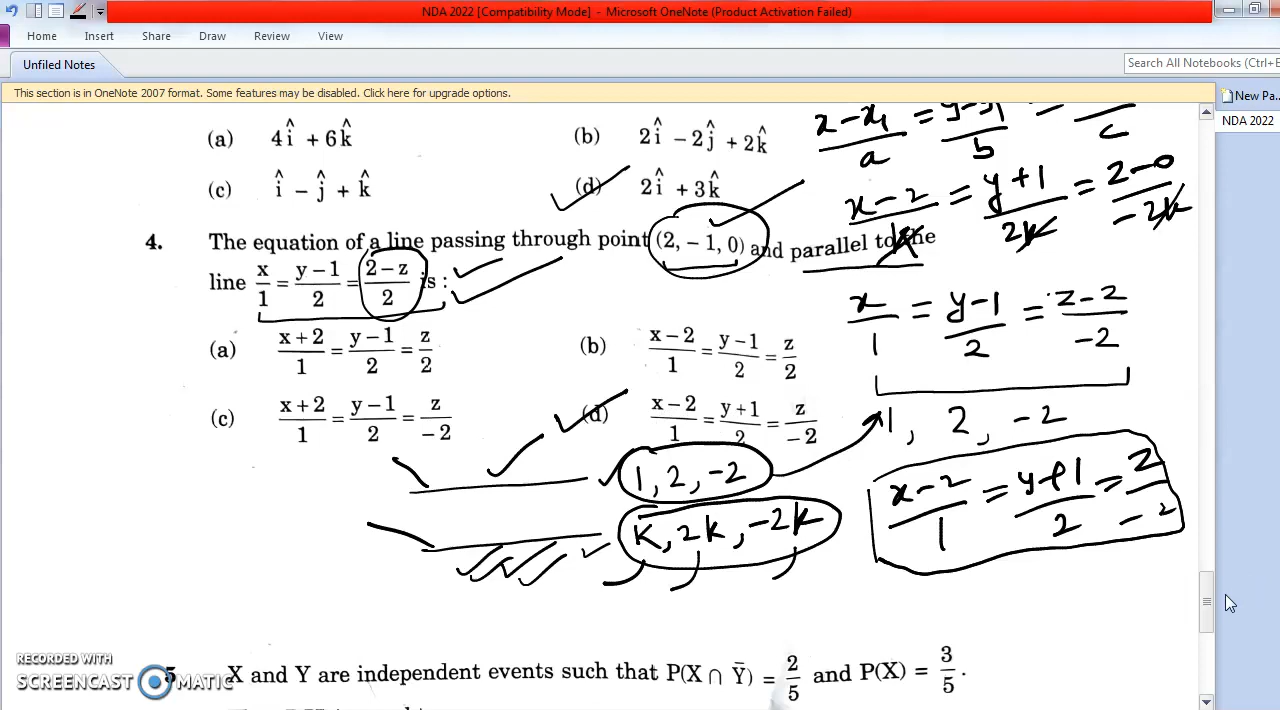 NDA 2022 [Compatibility Mode] - Microsoft OneNote (Product Activation Failed)
Home Insert Share Draw Review View
Unfiled Notes
Search All Notebooks (Ctrl+E
This section is in OneNote 2007 format. Some features may be disabled. Click here for upgrade options.
New Pa...
NDA 2022
(a) 4î + 6k̂ (b) 2î − 2ĵ + 2k̂
(c) î − ĵ + k̂ (d) 2î + 3k̂
4. The equation of a line passing through point (2, −1, 0) and parallel to the
line x/1 = (y−1)/2 = (2−z)/2 is :
(a) (x+2)/1 = (y−1)/2 = z/2 (b) (x−2)/1 = (y−1)/2 = z/2
(c) (x+2)/1 = (y−1)/2 = z/−2 (d) (x−2)/1 = (y+1)/2 = z/−2
1, 2, −2
K, 2K, −2K
(x−x₁)/a = (y−y₁)/b = /c
(x−2)/K = (y+1)/2K = (z−0)/−2K
x/1 = (y−1)/2 = (z−2)/−2
1, 2, −2
(x−2)/1 = (y+1)/2 = z/−2
5. X and Y are independent events such that P(X ∩ Ȳ) = 2/5 and P(X) = 3/5.
RECORDED WITH
SCREENCAST MATIC